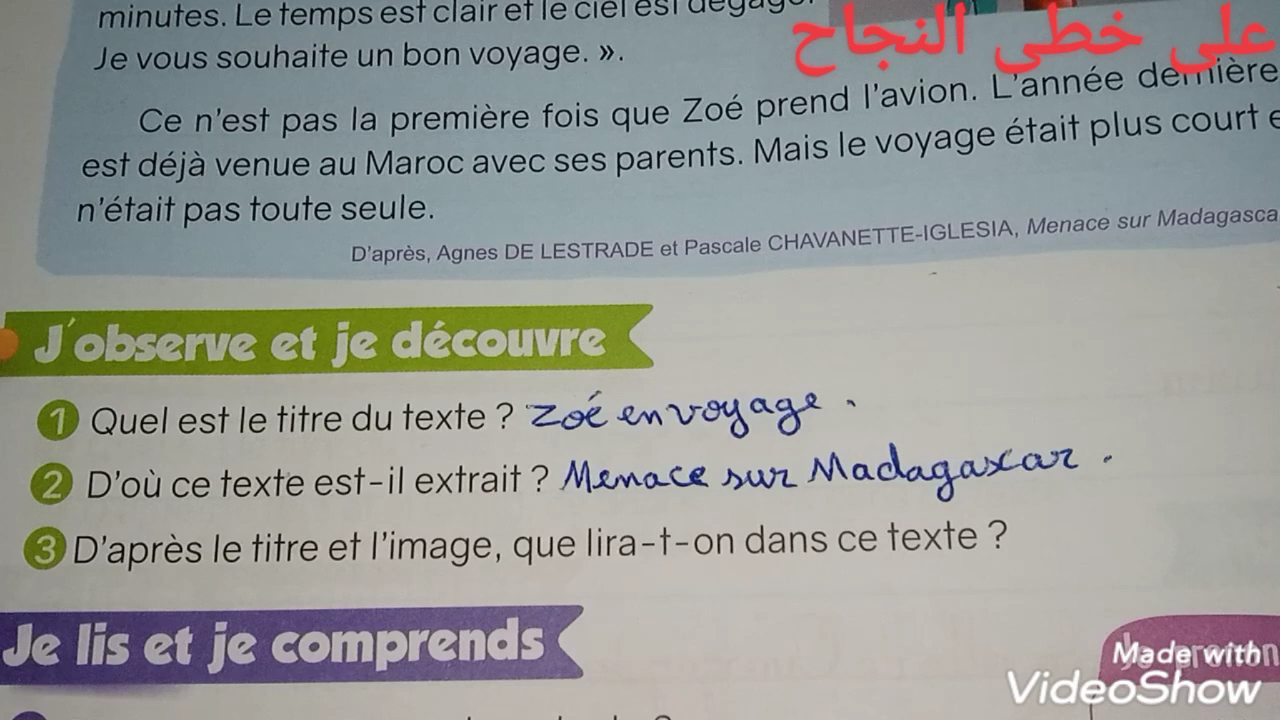 minutes. Le temps est clair et le ciel est dégagé.
Je vous souhaite un bon voyage. ».
على خطى النجاح
Ce n'est pas la première fois que Zoé prend l'avion. L'année dernière
est déjà venue au Maroc avec ses parents. Mais le voyage était plus court
n'était pas toute seule.
D'après, Agnes DE LESTRADE et Pascale CHAVANETTE-IGLESIA, Menace sur Madagasca
J'observe et je découvre
1 Quel est le titre du texte ? Zoé en voyage .
2 D'où ce texte est-il extrait ? Menace sur Madagascar .
3 D'après le titre et l'image, que lira-t-on dans ce texte ?
Je lis et je comprends
Made with
VideoShow